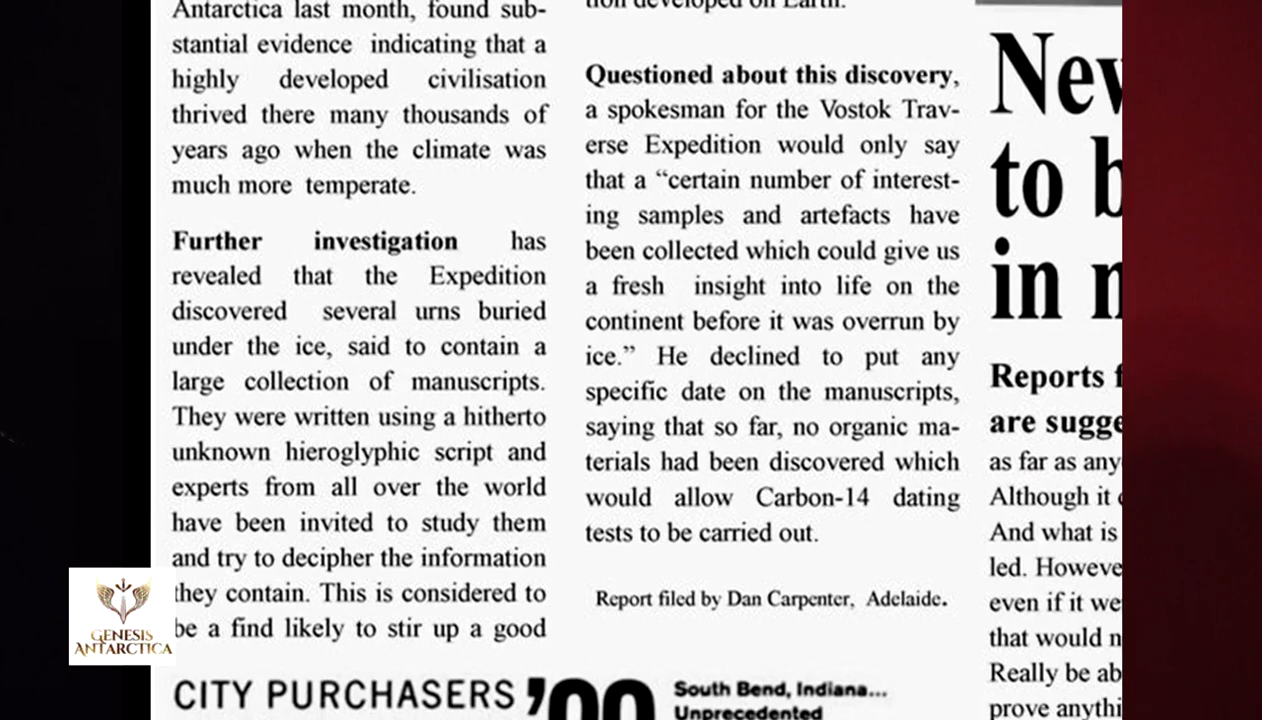 Antarctica last month, found sub-
stantial evidence indicating that a
highly developed civilisation
thrived there many thousands of
years ago when the climate was
much more temperate.
Further investigation has
revealed that the Expedition
discovered several urns buried
under the ice, said to contain a
large collection of manuscripts.
They were written using a hitherto
unknown hieroglyphic script and
experts from all over the world
have been invited to study them
and try to decipher the information
they contain. This is considered to
be a find likely to stir up a good
tion developed on Earth.
Questioned about this discovery,
a spokesman for the Vostok Trav-
erse Expedition would only say
that a “certain number of interest-
ing samples and artefacts have
been collected which could give us
a fresh insight into life on the
continent before it was overrun by
ice.” He declined to put any
specific date on the manuscripts,
saying that so far, no organic ma-
terials had been discovered which
would allow Carbon-14 dating
tests to be carried out.
Report filed by Dan Carpenter, Adelaide.
New
to b
in
Reports f
are sugge
as far as any
Although it
And what is
led. Howeve
even if it we
that would n
Really be ab
prove anythi
CITY PURCHASERS
South Bend, Indiana...
Unprecedented
GENESIS
ANTARCTICA